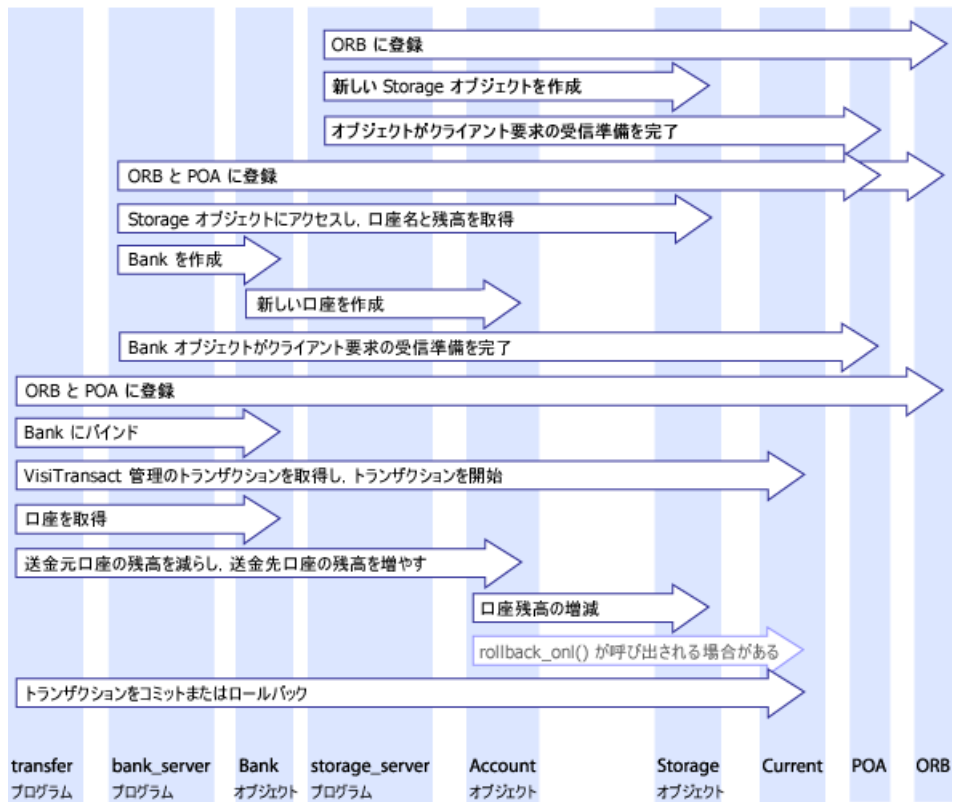 ORB に登録
新しい Storage オブジェクトを作成
オブジェクトがクライアント要求の受信準備を完了
ORB と POA に登録
Storage オブジェクトにアクセスし，口座名と残高を取得
Bank を作成
新しい口座を作成
Bank オブジェクトがクライアント要求の受信準備を完了
ORB と POA に登録
Bank にバインド
VisiTransact 管理のトランザクションを取得し，トランザクションを開始
口座を取得
送金元口座の残高を減らし，送金先口座の残高を増やす
口座残高の増減
rollback_onl() が呼び出される場合がある
トランザクションをコミットまたはロールバック
transfer bank_server Bank storage_server Account Storage Current POA ORB
プログラム プログラム オブジェクト プログラム オブジェクト オブジェクト